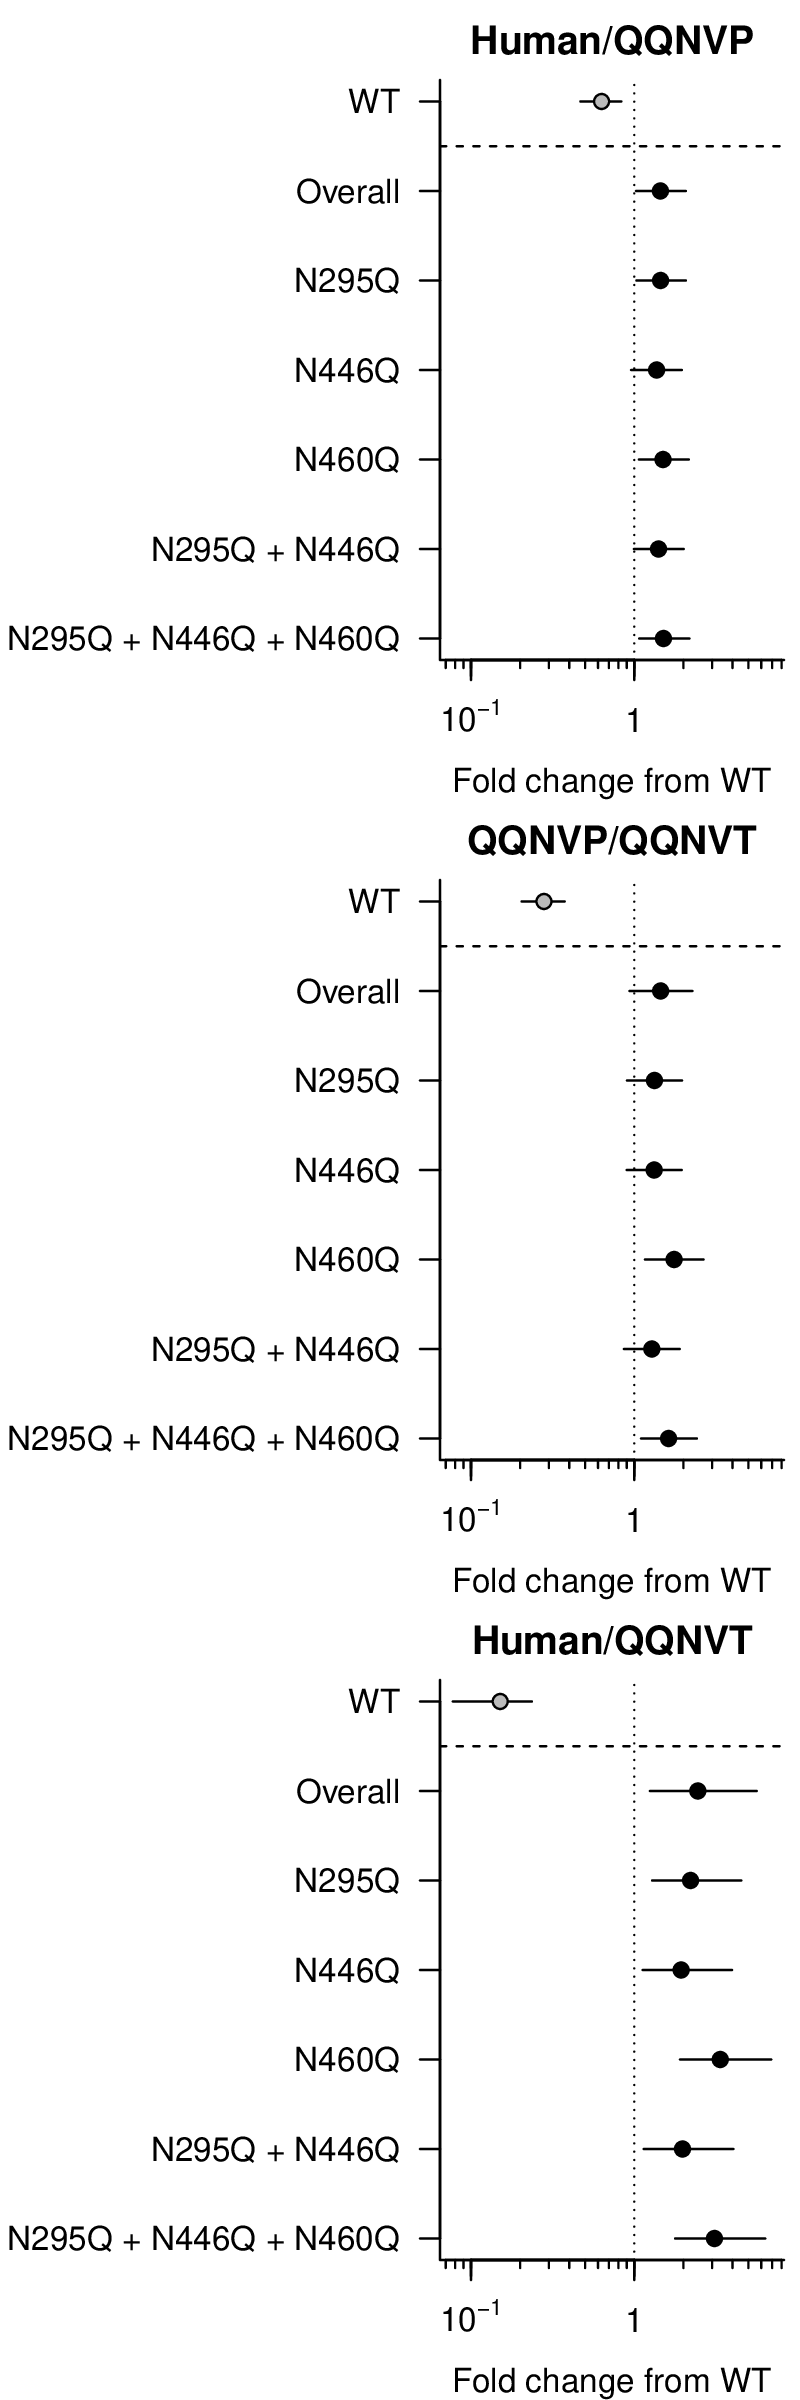 Human/QQNVP
WT
Overall
N295Q
N446Q
N460Q
N295Q + N446Q
N295Q + N446Q + N460Q
10⁻¹ 1
Fold change from WT
QQNVP/QQNVT
WT
Overall
N295Q
N446Q
N460Q
N295Q + N446Q
N295Q + N446Q + N460Q
10⁻¹ 1
Fold change from WT
Human/QQNVT
WT
Overall
N295Q
N446Q
N460Q
N295Q + N446Q
N295Q + N446Q + N460Q
10⁻¹ 1
Fold change from WT